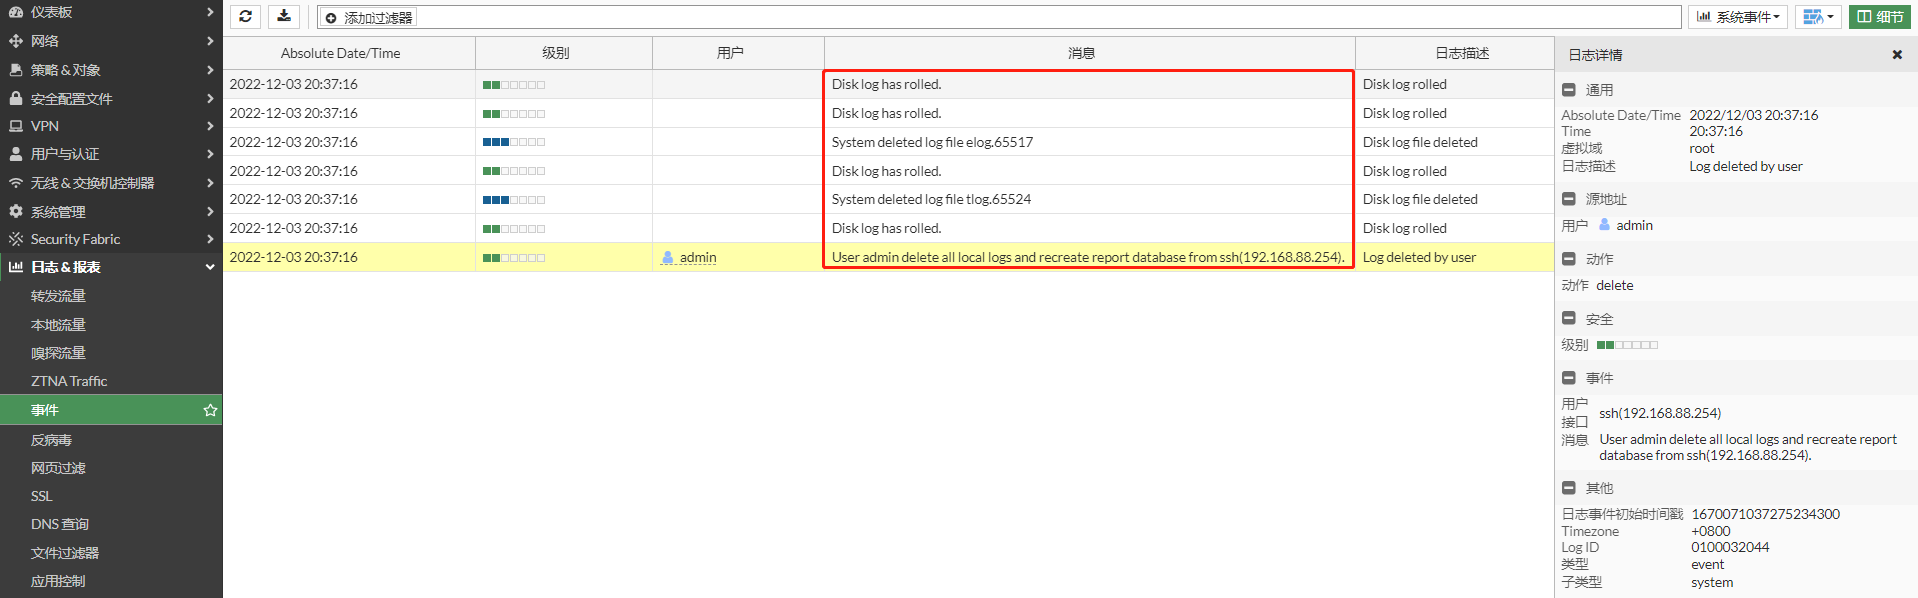 仪表板
网络
策略 & 对象
安全配置文件
VPN
用户与认证
无线 & 交换机控制器
系统管理
Security Fabric
日志 & 报表
转发流量
本地流量
嗅探流量
ZTNA Traffic
事件
反病毒
网页过滤
SSL
DNS 查询
文件过滤器
应用控制
添加过滤器
系统事件
细节
Absolute Date/Time 级别 用户 消息 日志描述
2022-12-03 20:37:16 Disk log has rolled. Disk log rolled
2022-12-03 20:37:16 Disk log has rolled. Disk log rolled
2022-12-03 20:37:16 System deleted log file elog.65517 Disk log file deleted
2022-12-03 20:37:16 Disk log has rolled. Disk log rolled
2022-12-03 20:37:16 System deleted log file tlog.65524 Disk log file deleted
2022-12-03 20:37:16 Disk log has rolled. Disk log rolled
2022-12-03 20:37:16 admin User admin delete all local logs and recreate report database from ssh(192.168.88.254). Log deleted by user
日志详情
通用
Absolute Date/Time 2022/12/03 20:37:16
Time 20:37:16
虚拟域 root
日志描述 Log deleted by user
源地址
用户 admin
动作
动作 delete
安全
级别
事件
用户
接口 ssh(192.168.88.254)
消息 User admin delete all local logs and recreate report
database from ssh(192.168.88.254).
其他
日志事件初始时间戳 1670071037275234300
Timezone +0800
Log ID 0100032044
类型 event
子类型 system